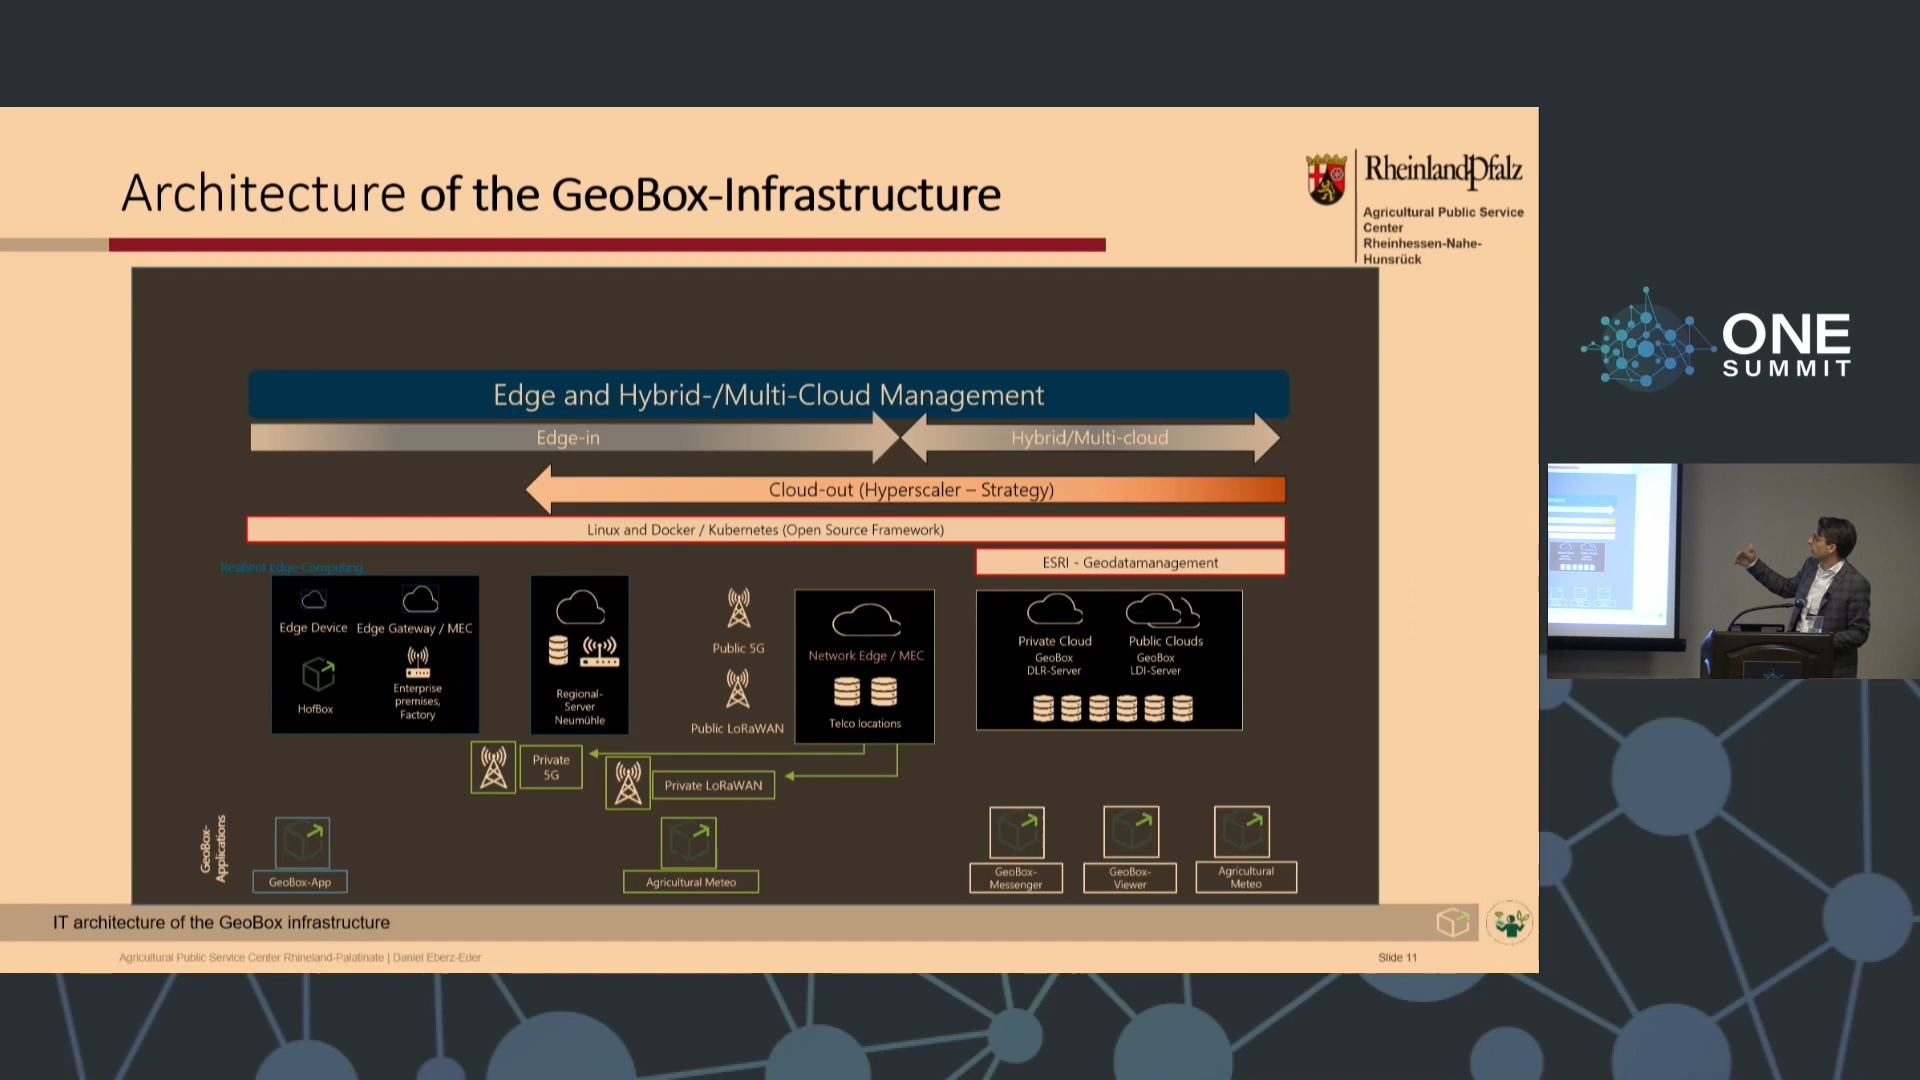 Architecture of the GeoBox-Infrastructure
RheinlandPfalz
Agricultural Public Service
Center
Rheinhessen-Nahe-
Hunsrück
Edge and Hybrid-/Multi-Cloud Management
Edge-in
Hybrid/Multi-cloud
Cloud-out (Hyperscaler – Strategy)
Linux and Docker / Kubernetes (Open Source Framework)
ESRI - Geodatamanagement
Resilient Edge Computing
Edge Device
Edge Gateway / MEC
HofBox
Enterprise
premises,
Factory
Regional-
Server
Neumühle
Public 5G
Public LoRaWAN
Network Edge / MEC
Telco locations
Private Cloud
GeoBox
DLR-Server
Public Clouds
GeoBox
LDI-Server
Private
5G
Private LoRaWAN
GeoBox-
Applications
GeoBox-App
Agricultural Meteo
GeoBox-
Messenger
GeoBox-
Viewer
Agricultural
Meteo
IT architecture of the GeoBox infrastructure
Agricultural Public Service Center Rhineland-Palatinate | Daniel Eberz-Eder
Slide 11
ONE
SUMMIT